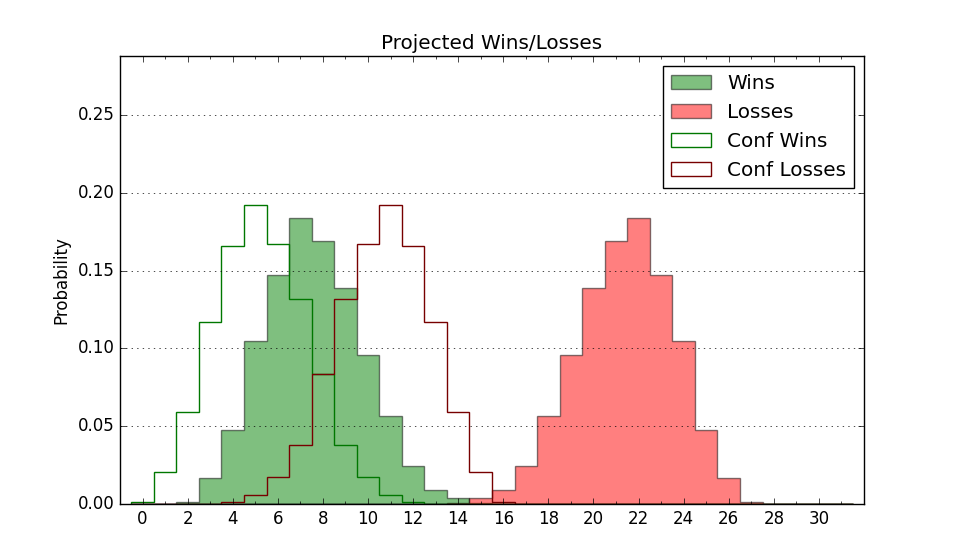 Projected Wins/Losses
Wins
Losses
Conf Wins
Conf Losses
Probability
0.25
0.20
0.15
0.10
0.05
0.00
0 2 4 6 8 10 12 14 16 18 20 22 24 26 28 30